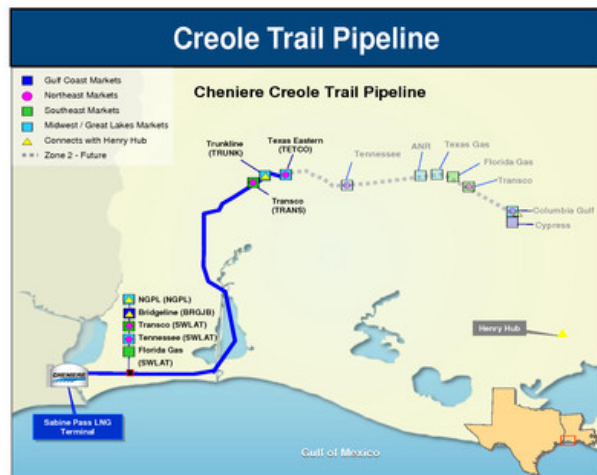 Creole Trail Pipeline
Gulf Coast Markets
Northeast Markets
Southeast Markets
Midwest / Great Lakes Markets
Connects with Henry Hub
Zone 2 - Future
Cheniere Creole Trail Pipeline
Trunkline
(TRUNK)
Texas Eastern
(TETCO)
Tennessee
ANR
Texas Gas
Florida Gas
Transco
Transco
(TRANS)
Columbia Gulf
Cypress
NGPL (NGPL)
Bridgeline (BRGJB)
Transco (SWLAT)
Tennessee (SWLAT)
Florida Gas
(SWLAT)
Henry Hub
CHENIERE
Sabine Pass LNG
Terminal
Gulf of Mexico